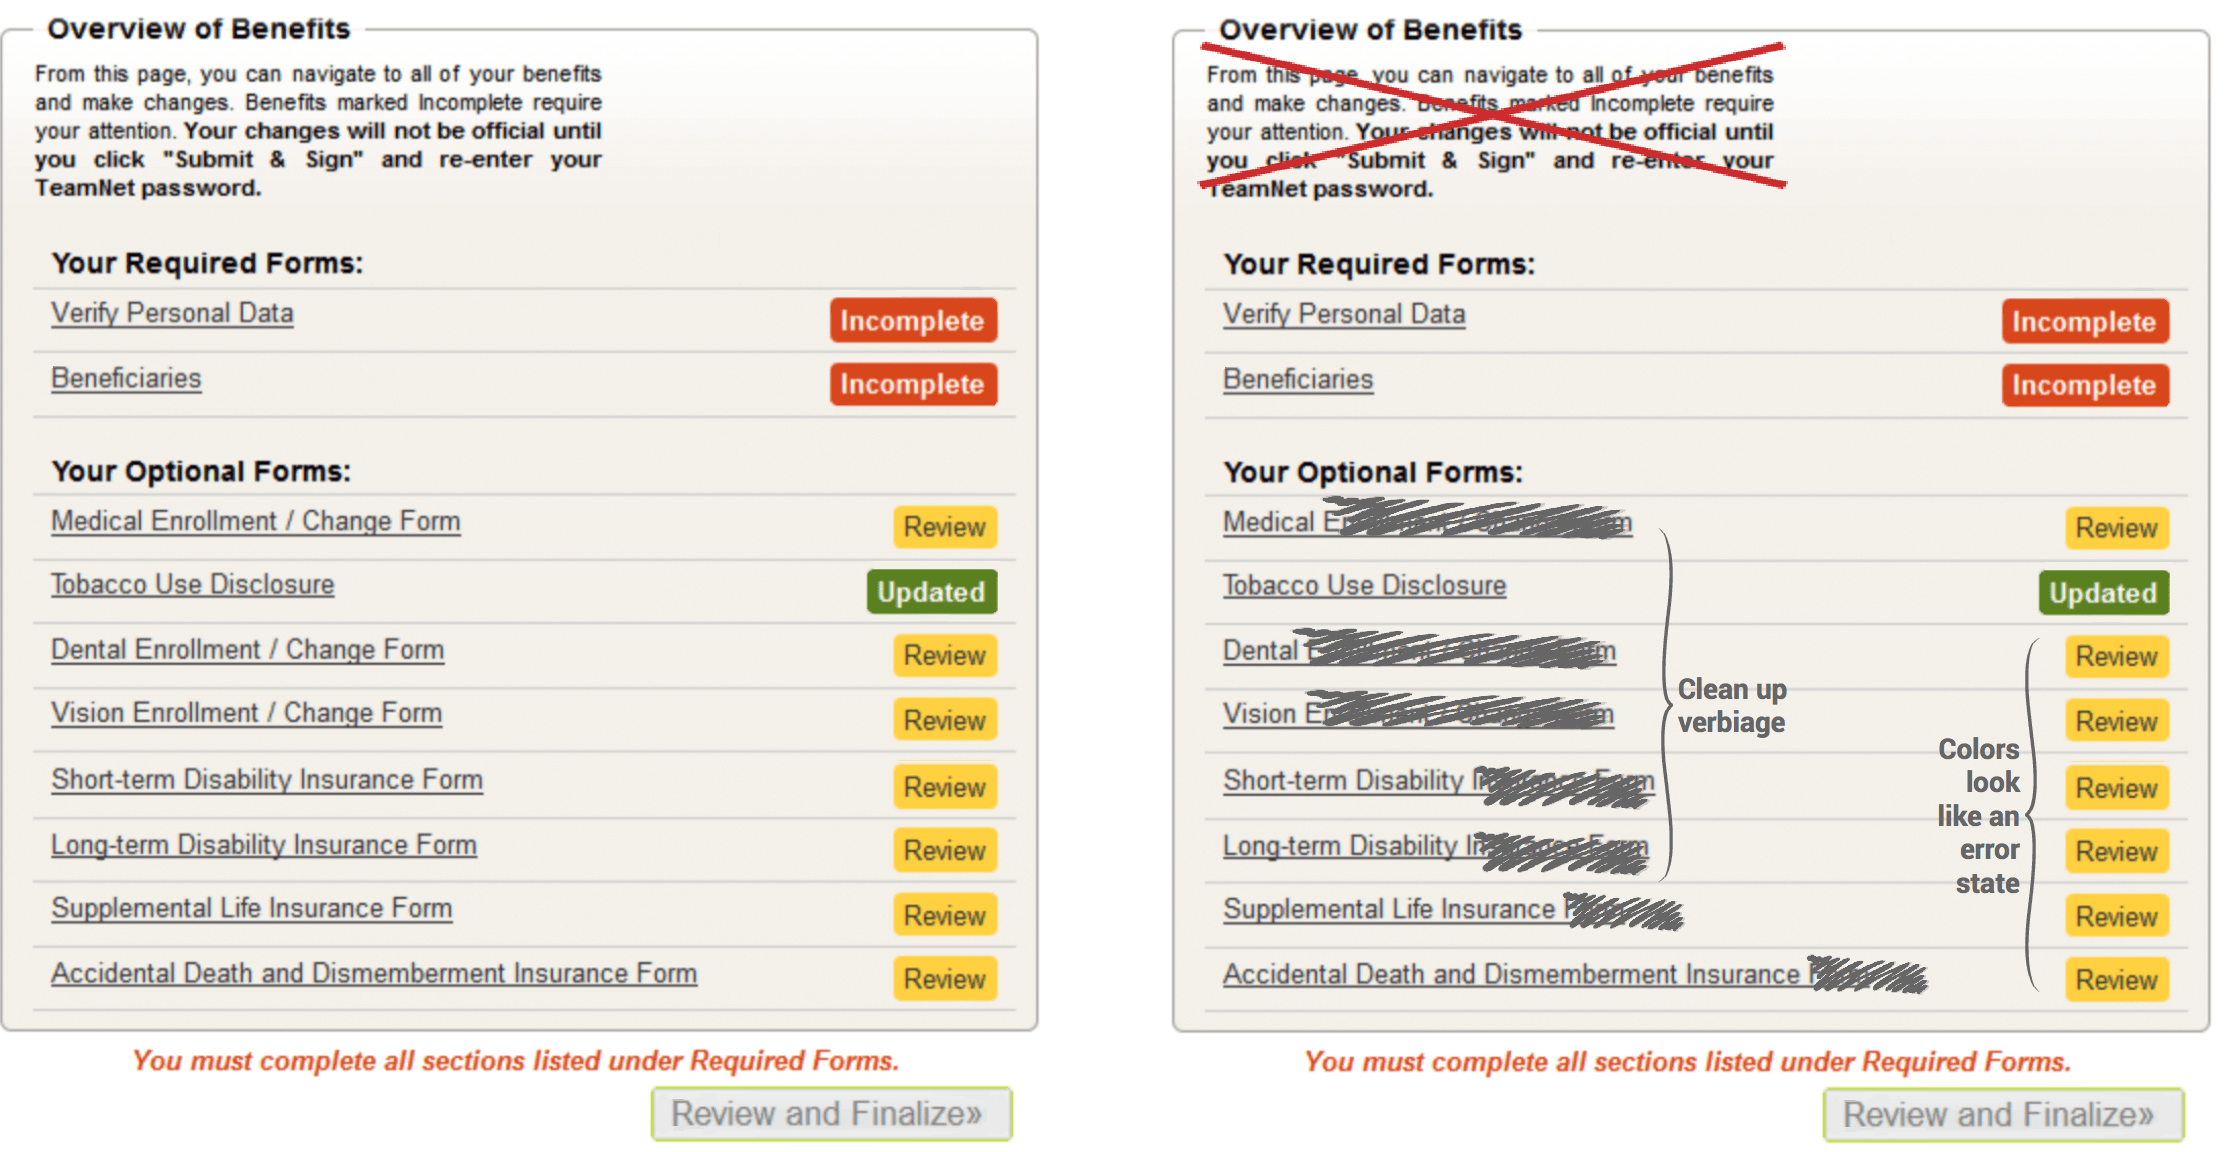 Overview of Benefits
From this page, you can navigate to all of your benefits
and make changes. Benefits marked Incomplete require
your attention. Your changes will not be official until
you click "Submit & Sign" and re-enter your
TeamNet password.
Your Required Forms:
Verify Personal Data
Incomplete
Beneficiaries
Incomplete
Your Optional Forms:
Medical Enrollment / Change Form
Review
Tobacco Use Disclosure
Updated
Dental Enrollment / Change Form
Review
Vision Enrollment / Change Form
Review
Short-term Disability Insurance Form
Review
Long-term Disability Insurance Form
Review
Supplemental Life Insurance Form
Review
Accidental Death and Dismemberment Insurance Form
Review
You must complete all sections listed under Required Forms.
Review and Finalize»
Overview of Benefits
From this page, you can navigate to all of your benefits
and make changes. Benefits marked Incomplete require
your attention. Your changes will not be official until
you click "Submit & Sign" and re-enter your
TeamNet password.
Your Required Forms:
Verify Personal Data
Incomplete
Beneficiaries
Incomplete
Your Optional Forms:
Medical
Review
Tobacco Use Disclosure
Updated
Dental
Review
Vision
Review
Short-term Disability
Review
Long-term Disability
Review
Supplemental Life Insurance
Review
Accidental Death and Dismemberment Insurance
Review
Clean up
verbiage
Colors
look
like an
error
state
You must complete all sections listed under Required Forms.
Review and Finalize»